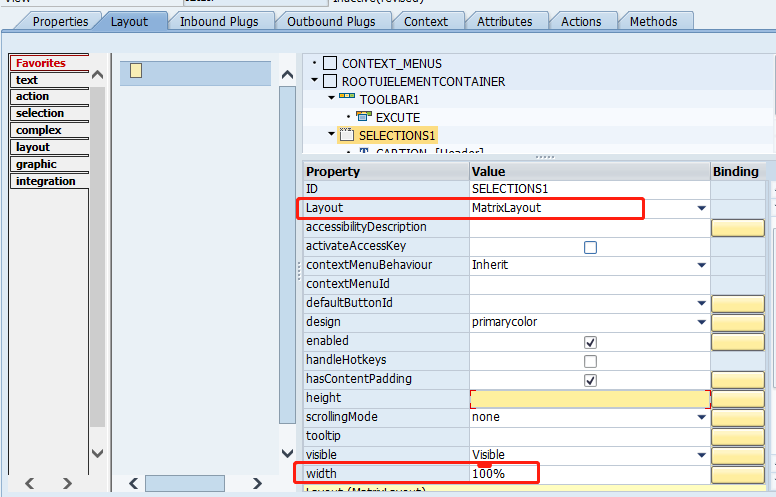 Properties Layout Inbound Plugs Outbound Plugs Context Attributes Actions Methods
Favorites
text
action
selection
complex
layout
graphic
integration
CONTEXT_MENUS
ROOTUIELEMENTCONTAINER
TOOLBAR1
EXCUTE
SELECTIONS1
Property Value Binding
ID SELECTIONS1
Layout MatrixLayout
accessibilityDescription
activateAccessKey
contextMenuBehaviour Inherit
contextMenuId
defaultButtonId
design primarycolor
enabled
handleHotkeys
hasContentPadding
height
scrollingMode none
tooltip
visible Visible
width 100%